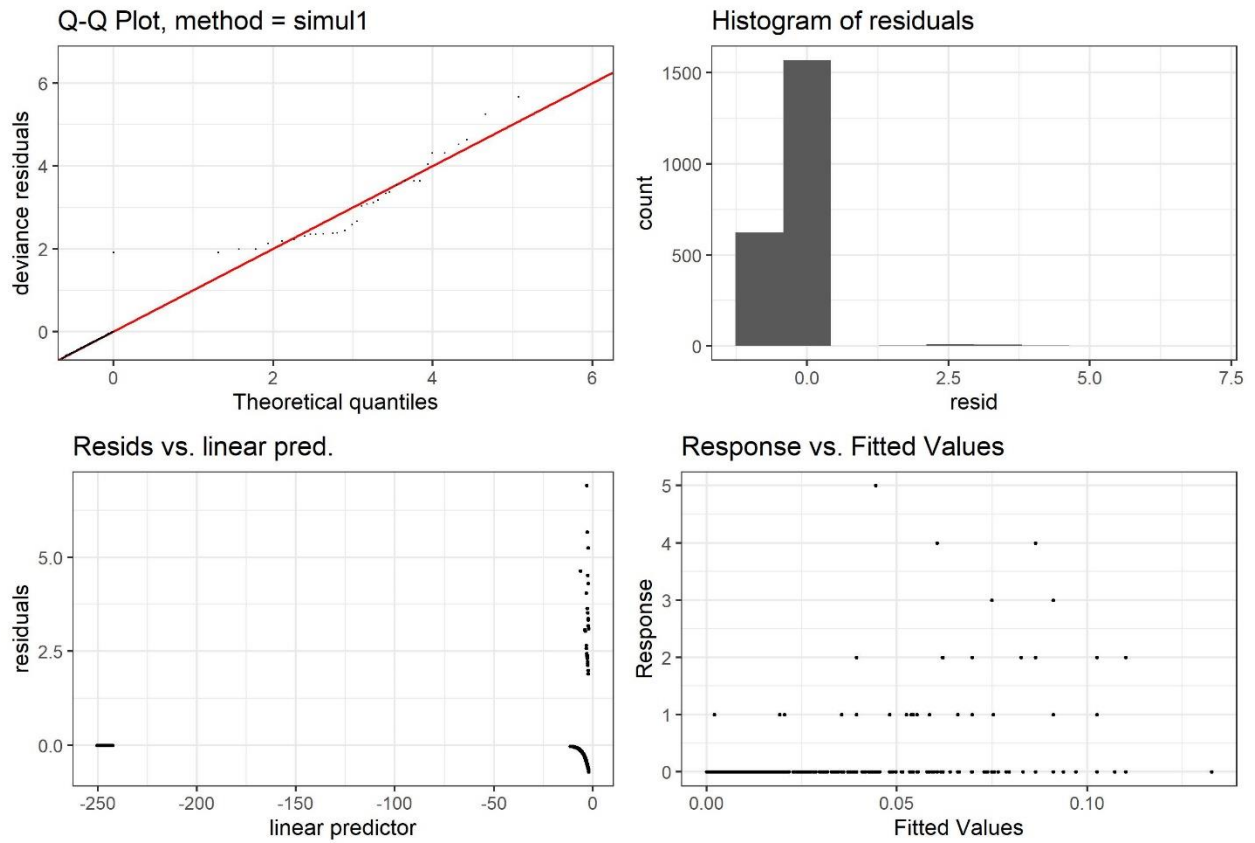 Q-Q Plot, method = simul1
deviance residuals
6
4
2
0
0 2 4 6
Theoretical quantiles
Histogram of residuals
count
1500
1000
500
0
0.0 2.5 5.0 7.5
resid
Resids vs. linear pred.
residuals
5.0
2.5
0.0
-250 -200 -150 -100 -50 0
linear predictor
Response vs. Fitted Values
Response
5
4
3
2
1
0
0.00 0.05 0.10
Fitted Values